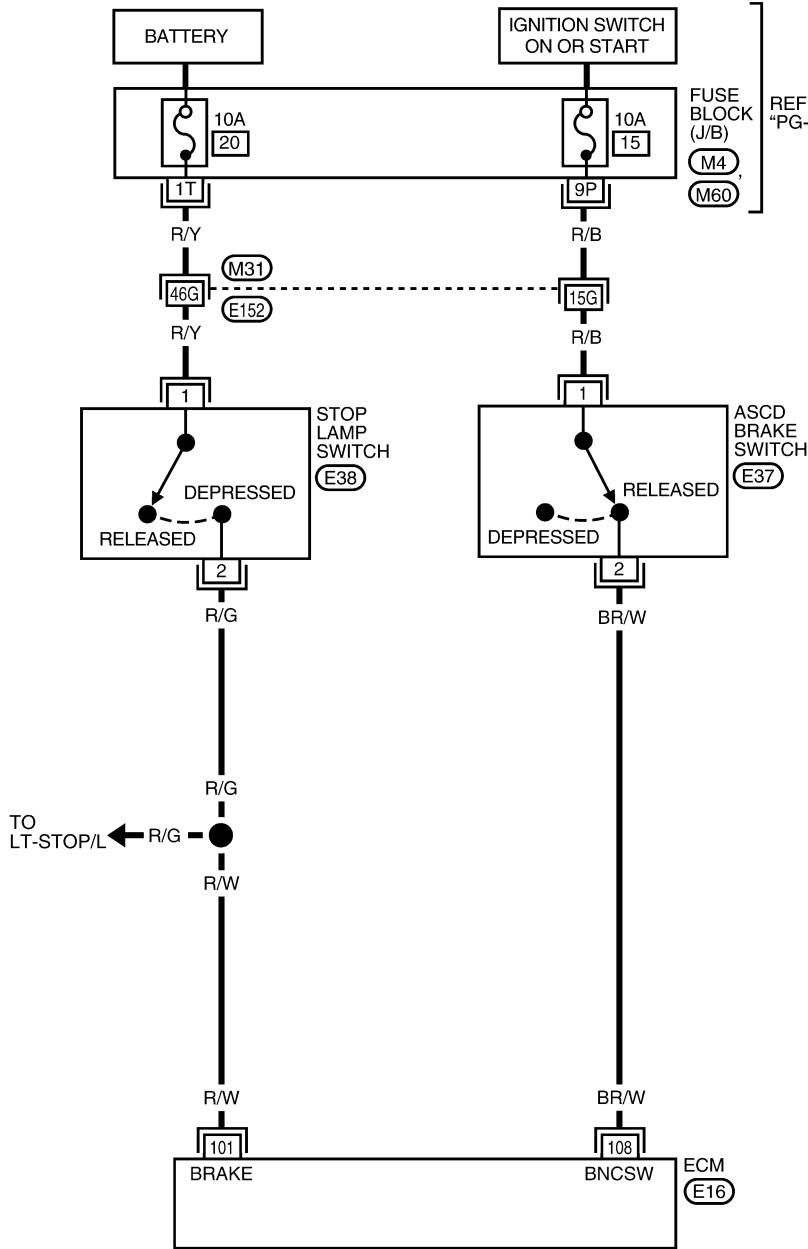 BATTERY
IGNITION SWITCH
ON OR START
10A
20
10A
15
FUSE
BLOCK
(J/B)
M4
,
M60
REF
“PG-
1T
9P
R/Y
R/B
46G
M31
E152
15G
R/Y
R/B
1
1
STOP
LAMP
SWITCH
E38
DEPRESSED
RELEASED
ASCD
BRAKE
SWITCH
E37
RELEASED
DEPRESSED
2
2
R/G
BR/W
R/G
TO
LT-STOP/L
R/G
R/W
R/W
BR/W
101
108
BRAKE
BNCSW
ECM
E16